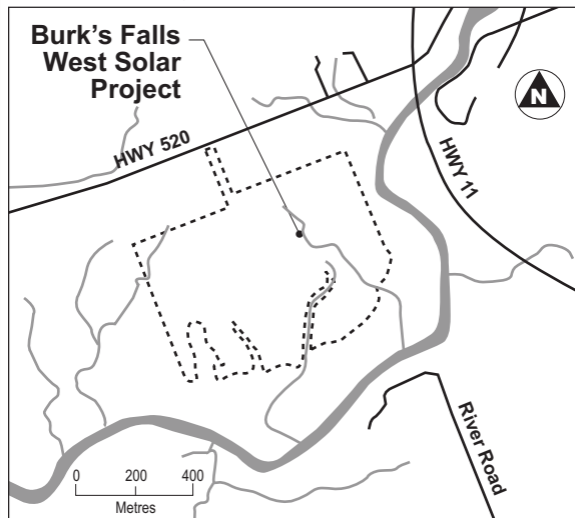 Burk's Falls
West Solar
Project
N
HWY 520
HWY 11
River Road
0 200 400
Metres